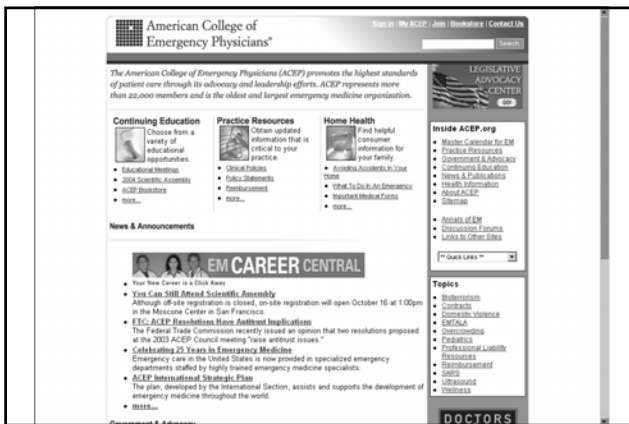 American College of
Emergency Physicians®
Sign In | My ACEP | Join | Bookstore | Contact Us
Search
The American College of Emergency Physicians (ACEP) promotes the highest standards
of patient care through its advocacy and leadership efforts. ACEP represents more
than 22,000 members and is the oldest and largest emergency medicine organization.
Continuing Education
Choose from a
variety of
educational
opportunities.
Educational Meetings
2004 Scientific Assembly
ACEP Bookstore
more...
Practice Resources
Obtain updated
information that is
critical to your
practice.
Clinical Policies
Policy Statements
Reimbursement
more...
Home Health
Find helpful
consumer
information for
your family.
Avoiding Accidents In Your
Home
What To Do In An Emergency
Important Medical Forms
more...
News & Announcements
EM CAREER CENTRAL
Your New Career is a Click Away
You Can Still Attend Scientific Assembly
Although off-site registration is closed, on-site registration will open October 16 at 1:00pm
in the Moscone Center in San Francisco.
FTC: ACEP Resolutions Have Antitrust Implications
The Federal Trade Commission recently issued an opinion that two resolutions proposed
at the 2003 ACEP Council meeting "raise antitrust issues."
Celebrating 25 Years in Emergency Medicine
Emergency care in the United States is now provided in specialized emergency
departments staffed by highly trained emergency medicine specialists.
ACEP International Strategic Plan
The plan, developed by the International Section, assists and supports the development of
emergency medicine throughout the world.
more...
Government & Advocacy
LEGISLATIVE
ADVOCACY
CENTER
GO!
Inside ACEP.org
Master Calendar for EM
Practice Resources
Government & Advocacy
Continuing Education
News & Publications
Health Information
About ACEP
Sitemap
Annals of EM
Discussion Forums
Links to Other Sites
** Quick Links **
Topics
Bioterrorism
Contracts
Domestic Violence
EMTALA
Overcrowding
Pediatrics
Professional Liability
Resources
Reimbursement
SARS
Ultrasound
Wellness
DOCTORS